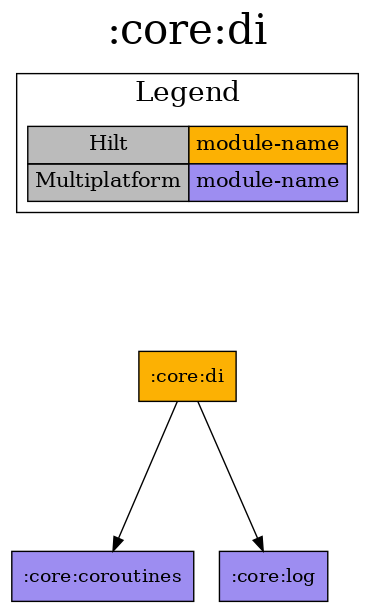 :core:di
Legend
Hilt module-name
Multiplatform module-name
:core:di
:core:coroutines :core:log